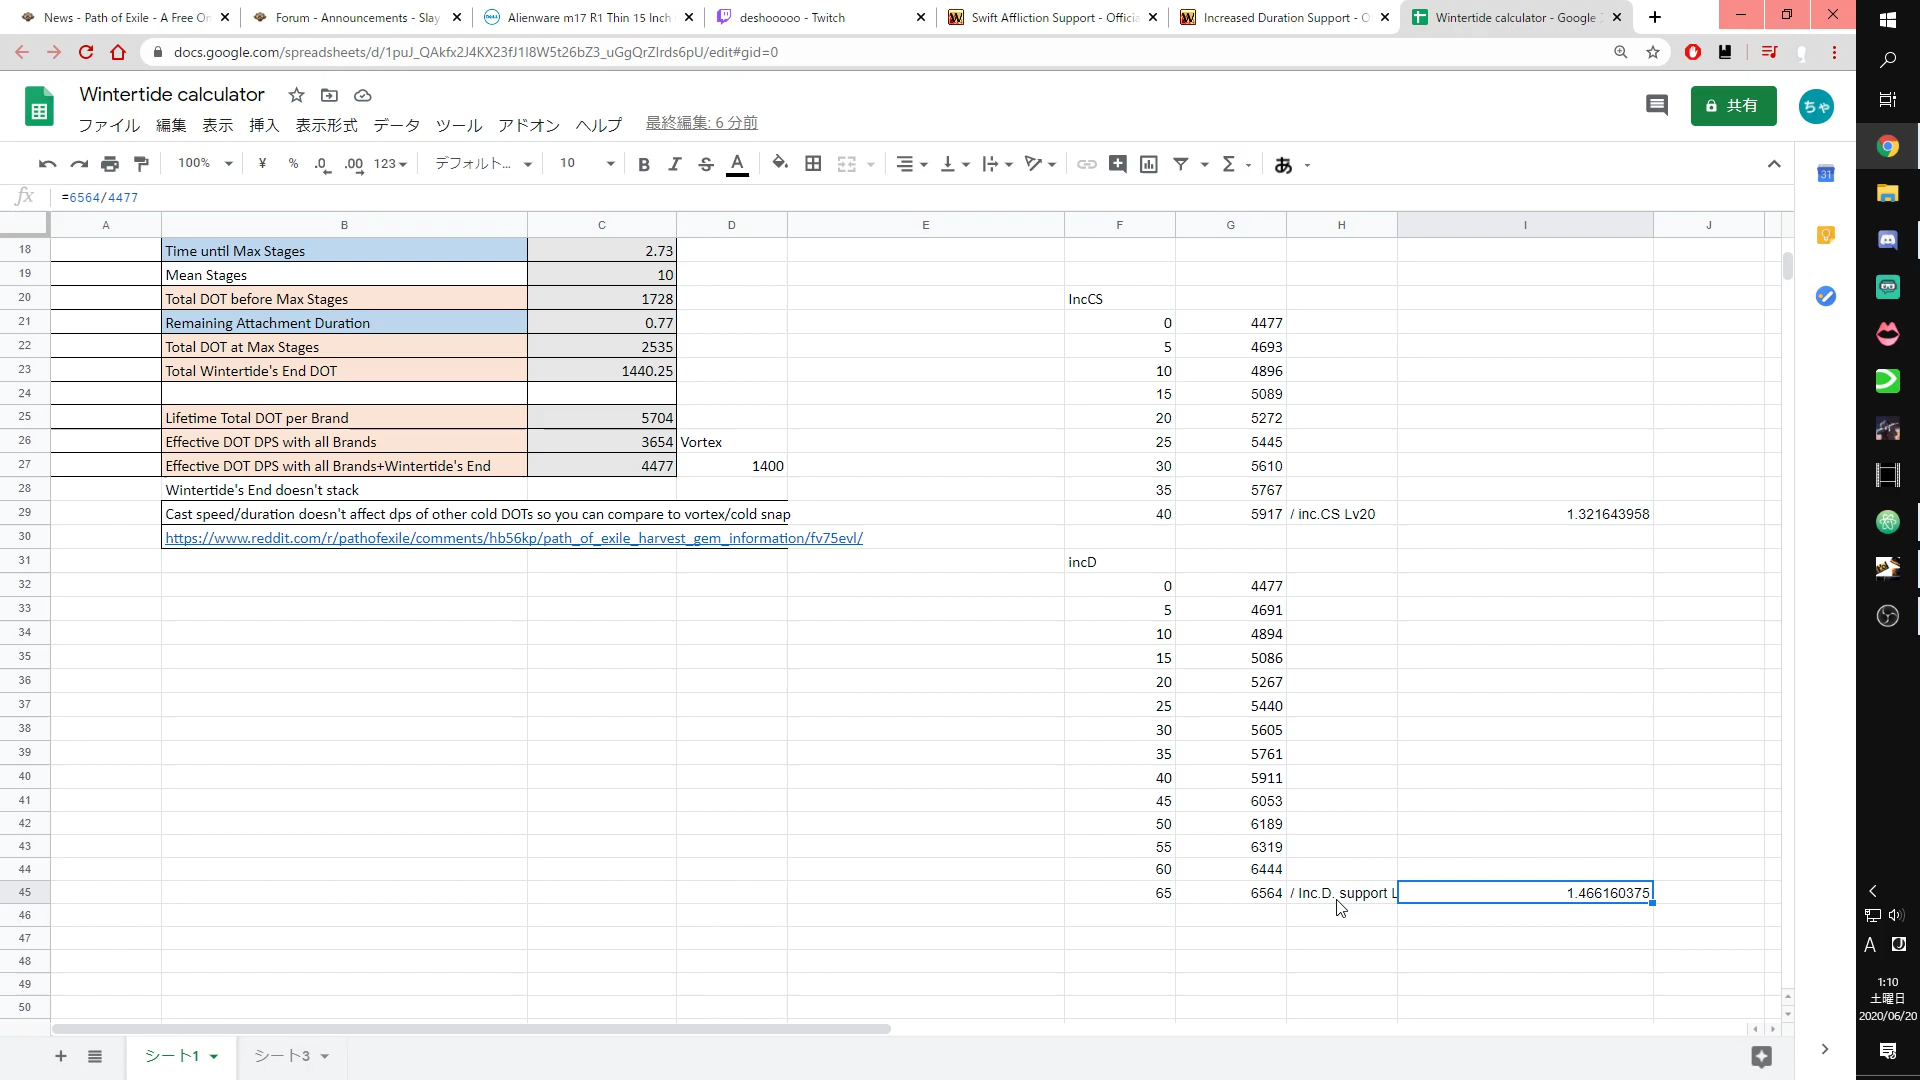 News - Path of Exile - A Free On
Forum - Announcements - Slay
Alienware m17 R1 Thin 15 Inch
deshooooo - Twitch
Swift Affliction Support - Officia
Increased Duration Support - O
Wintertide calculator - Google
docs.google.com/spreadsheets/d/1puJ_QAkfx2J4KX23fJ1l8W5t26bZ3_uGgQrZIrds6pU/edit#gid=0
Wintertide calculator
共有
ちゃ
ファイル 編集 表示 挿入 表示形式 データ ツール アドオン ヘルプ 最終編集: 6 分前
100% ¥ % .0 .00 123 デフォルト... 10 B I S A Σ あ
fx =6564/4477
A B C D E F G H I J
18 Time until Max Stages 2.73
19 Mean Stages 10
20 Total DOT before Max Stages 1728 IncCS
21 Remaining Attachment Duration 0.77 0 4477
22 Total DOT at Max Stages 2535 5 4693
23 Total Wintertide's End DOT 1440.25 10 4896
24 15 5089
25 Lifetime Total DOT per Brand 5704 20 5272
26 Effective DOT DPS with all Brands 3654 Vortex 25 5445
27 Effective DOT DPS with all Brands+Wintertide's End 4477 1400 30 5610
28 Wintertide's End doesn't stack 35 5767
29 Cast speed/duration doesn't affect dps of other cold DOTs so you can compare to vortex/cold snap 40 5917 / inc.CS Lv20 1.321643958
30 https://www.reddit.com/r/pathofexile/comments/hb56kp/path_of_exile_harvest_gem_information/fv75evl/
31 incD
32 0 4477
33 5 4691
34 10 4894
35 15 5086
36 20 5267
37 25 5440
38 30 5605
39 35 5761
40 40 5911
41 45 6053
42 50 6189
43 55 6319
44 60 6444
45 65 6564 / Inc.D. support L 1.466160375
46
47
48
49
50
シート1 シート3
31
A
1:10
土曜日
2020/06/20